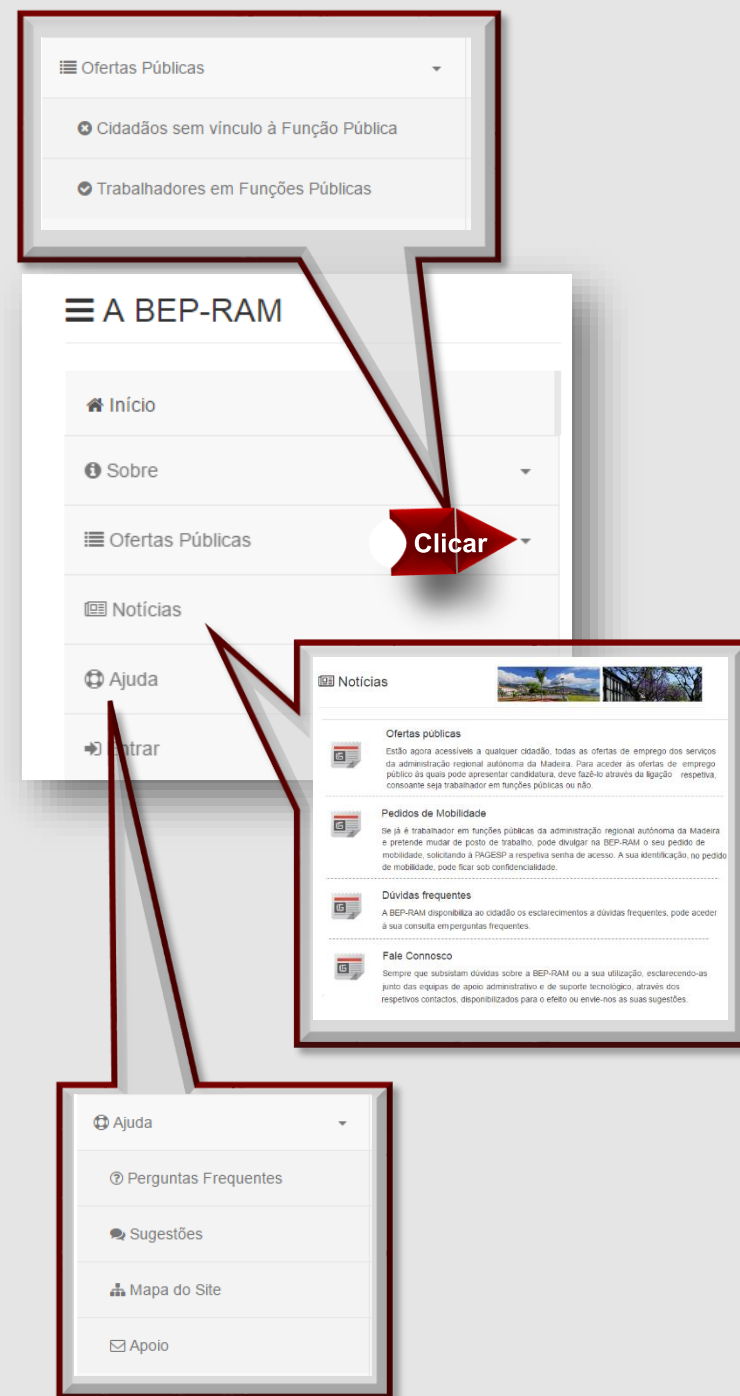 Ofertas Públicas
Cidadãos sem vínculo à Função Pública
Trabalhadores em Funções Públicas
A BEP-RAM
Início
Sobre
Ofertas Públicas
Clicar
Notícias
Ajuda
Entrar
Notícias
Ofertas públicas
Estão agora acessíveis a qualquer cidadão, todas as ofertas de emprego dos serviços
da administração regional autónoma da Madeira. Para aceder às ofertas de emprego
público às quais pode apresentar candidatura, deve fazê-lo através da ligação respetiva,
consoante seja trabalhador em funções públicas ou não.
Pedidos de Mobilidade
Se já é trabalhador em funções públicas da administração regional autónoma da Madeira
e pretende mudar de posto de trabalho, pode divulgar na BEP-RAM o seu pedido de
mobilidade, solicitando à PAGESP a respetiva senha de acesso. A sua identificação, no pedido
de mobilidade, pode ficar sob confidencialidade.
Dúvidas frequentes
A BEP-RAM disponibiliza ao cidadão os esclarecimentos a dúvidas frequentes, pode aceder
à sua consulta em perguntas frequentes.
Fale Connosco
Sempre que subsistam dúvidas sobre a BEP-RAM ou a sua utilização, esclarecendo-as
junto das equipas de apoio administrativo e de suporte tecnológico, através dos
respetivos contactos, disponibilizados para o efeito ou envie-nos as suas sugestões.
Ajuda
Perguntas Frequentes
Sugestões
Mapa do Site
Apoio